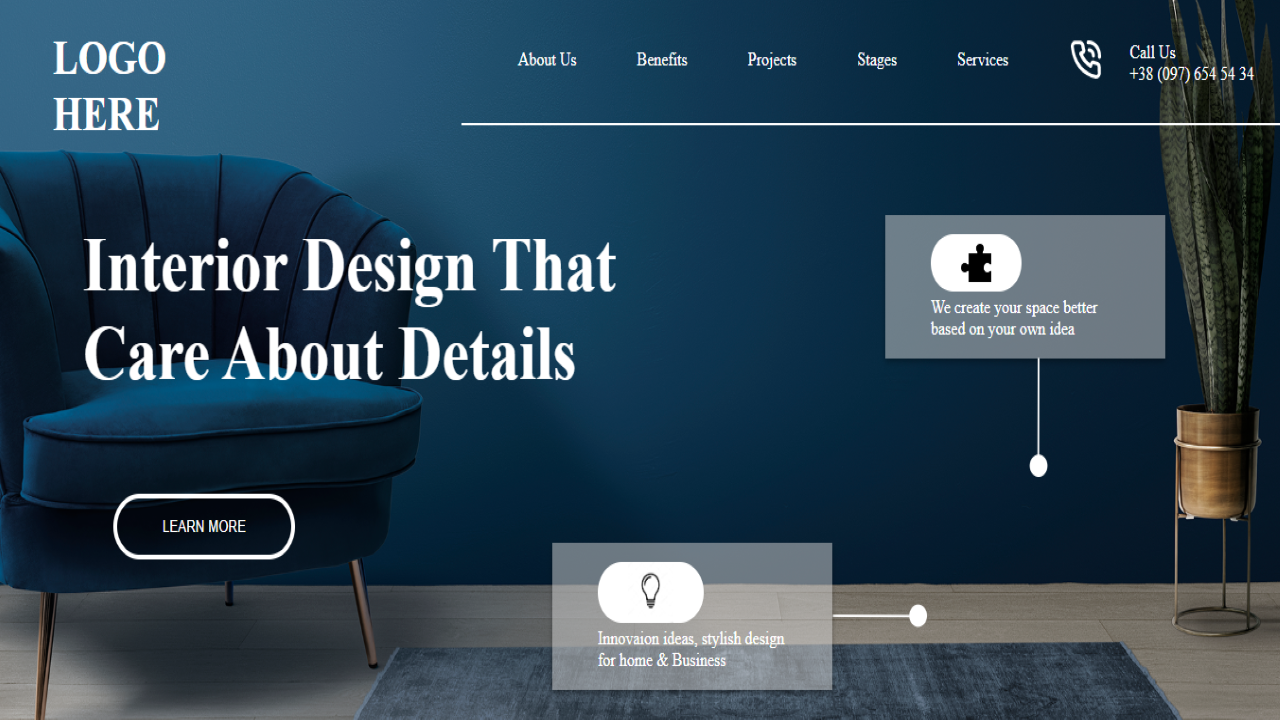 LOGO
HERE
About Us
Benefits
Projects
Stages
Services
Call Us
+38 (097) 654 54 34
Interior Design That
Care About Details
We create your space better
based on your own idea
LEARN MORE
Innovaion ideas, stylish design
for home & Business